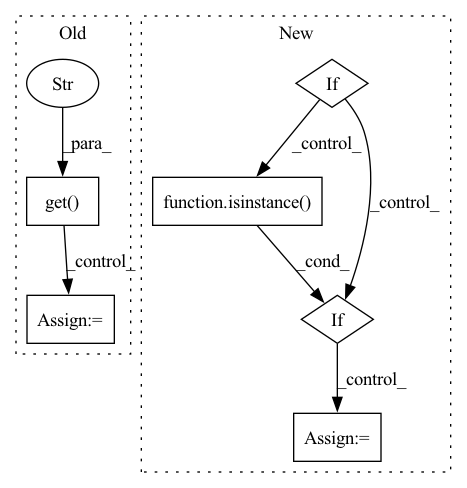 Old
New
Str
If
_para_
_control_
get()
function.isinstance()
_control_
_control_
_cond_
Assign:=
If
_control_
Assign:=